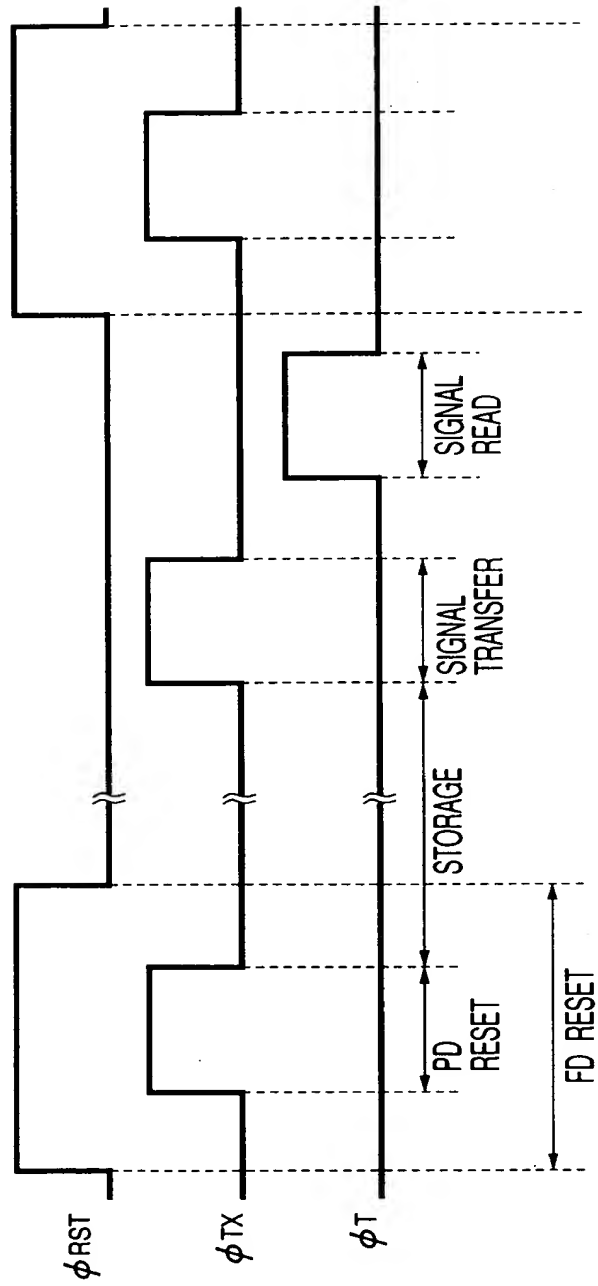 φRST
φTX
φT
PD
RESET
STORAGE
SIGNAL
TRANSFER
SIGNAL
READ
FD RESET